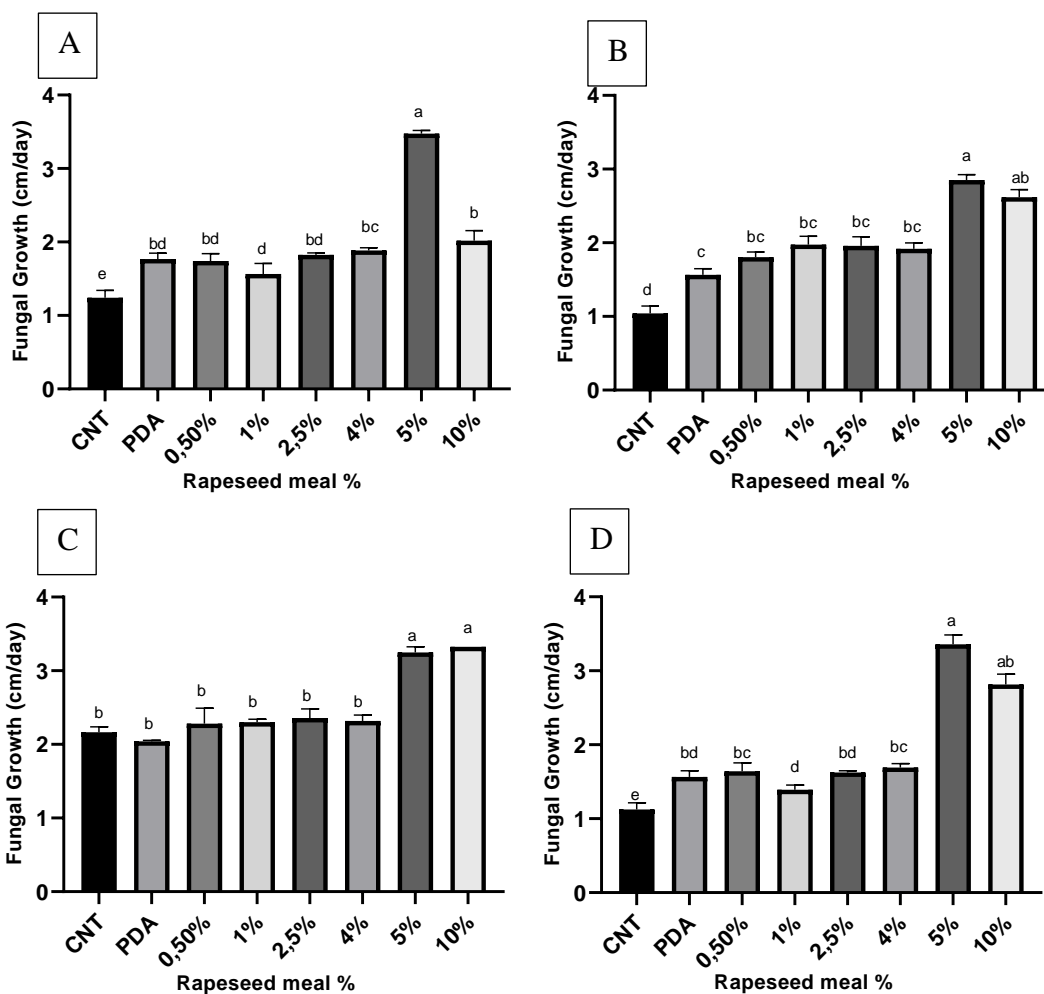 A
Fungal Growth (cm/day)
4
3
2
1
0
e
bd
bd
d
bd
bc
a
b
CNT
PDA
0,50%
1%
2,5%
4%
5%
10%
Rapeseed meal %
B
Fungal Growth (cm/day)
4
3
2
1
0
d
c
bc
bc
bc
bc
a
ab
CNT
PDA
0,50%
1%
2,5%
4%
5%
10%
Rapeseed meal %
C
Fungal Growth (cm/day)
4
3
2
1
0
b
b
b
b
b
b
a
a
CNT
PDA
0,50%
1%
2,5%
4%
5%
10%
Rapeseed meal %
D
Fungal Growth (cm/day)
4
3
2
1
0
e
bd
bc
d
bd
bc
a
ab
CNT
PDA
0,50%
1%
2,5%
4%
5%
10%
Rapeseed meal %